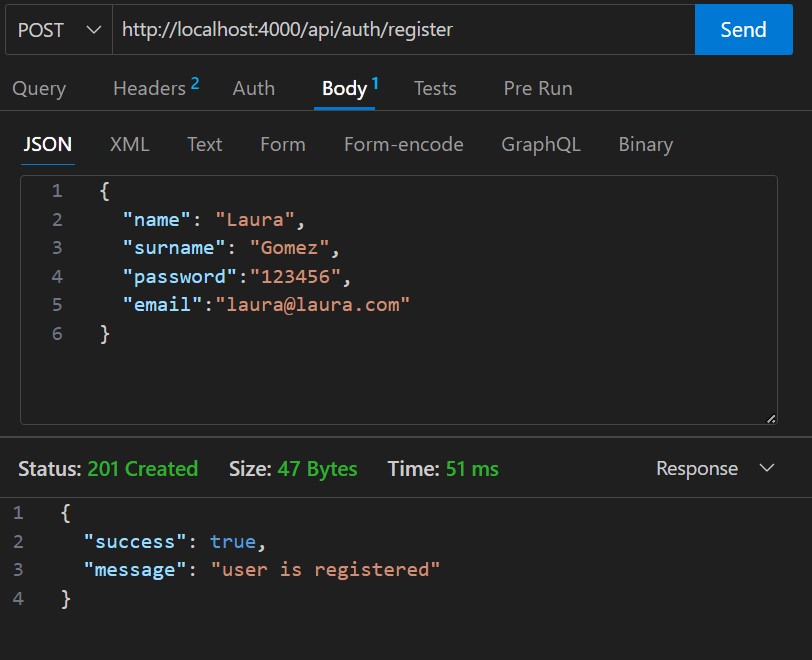 POST http://localhost:4000/api/auth/register Send
Query Headers 2 Auth Body 1 Tests Pre Run
JSON XML Text Form Form-encode GraphQL Binary
1 {
2 "name": "Laura",
3 "surname": "Gomez",
4 "password":"123456",
5 "email":"laura@laura.com"
6 }
Status: 201 Created Size: 47 Bytes Time: 51 ms Response
1 {
2 "success": true,
3 "message": "user is registered"
4 }